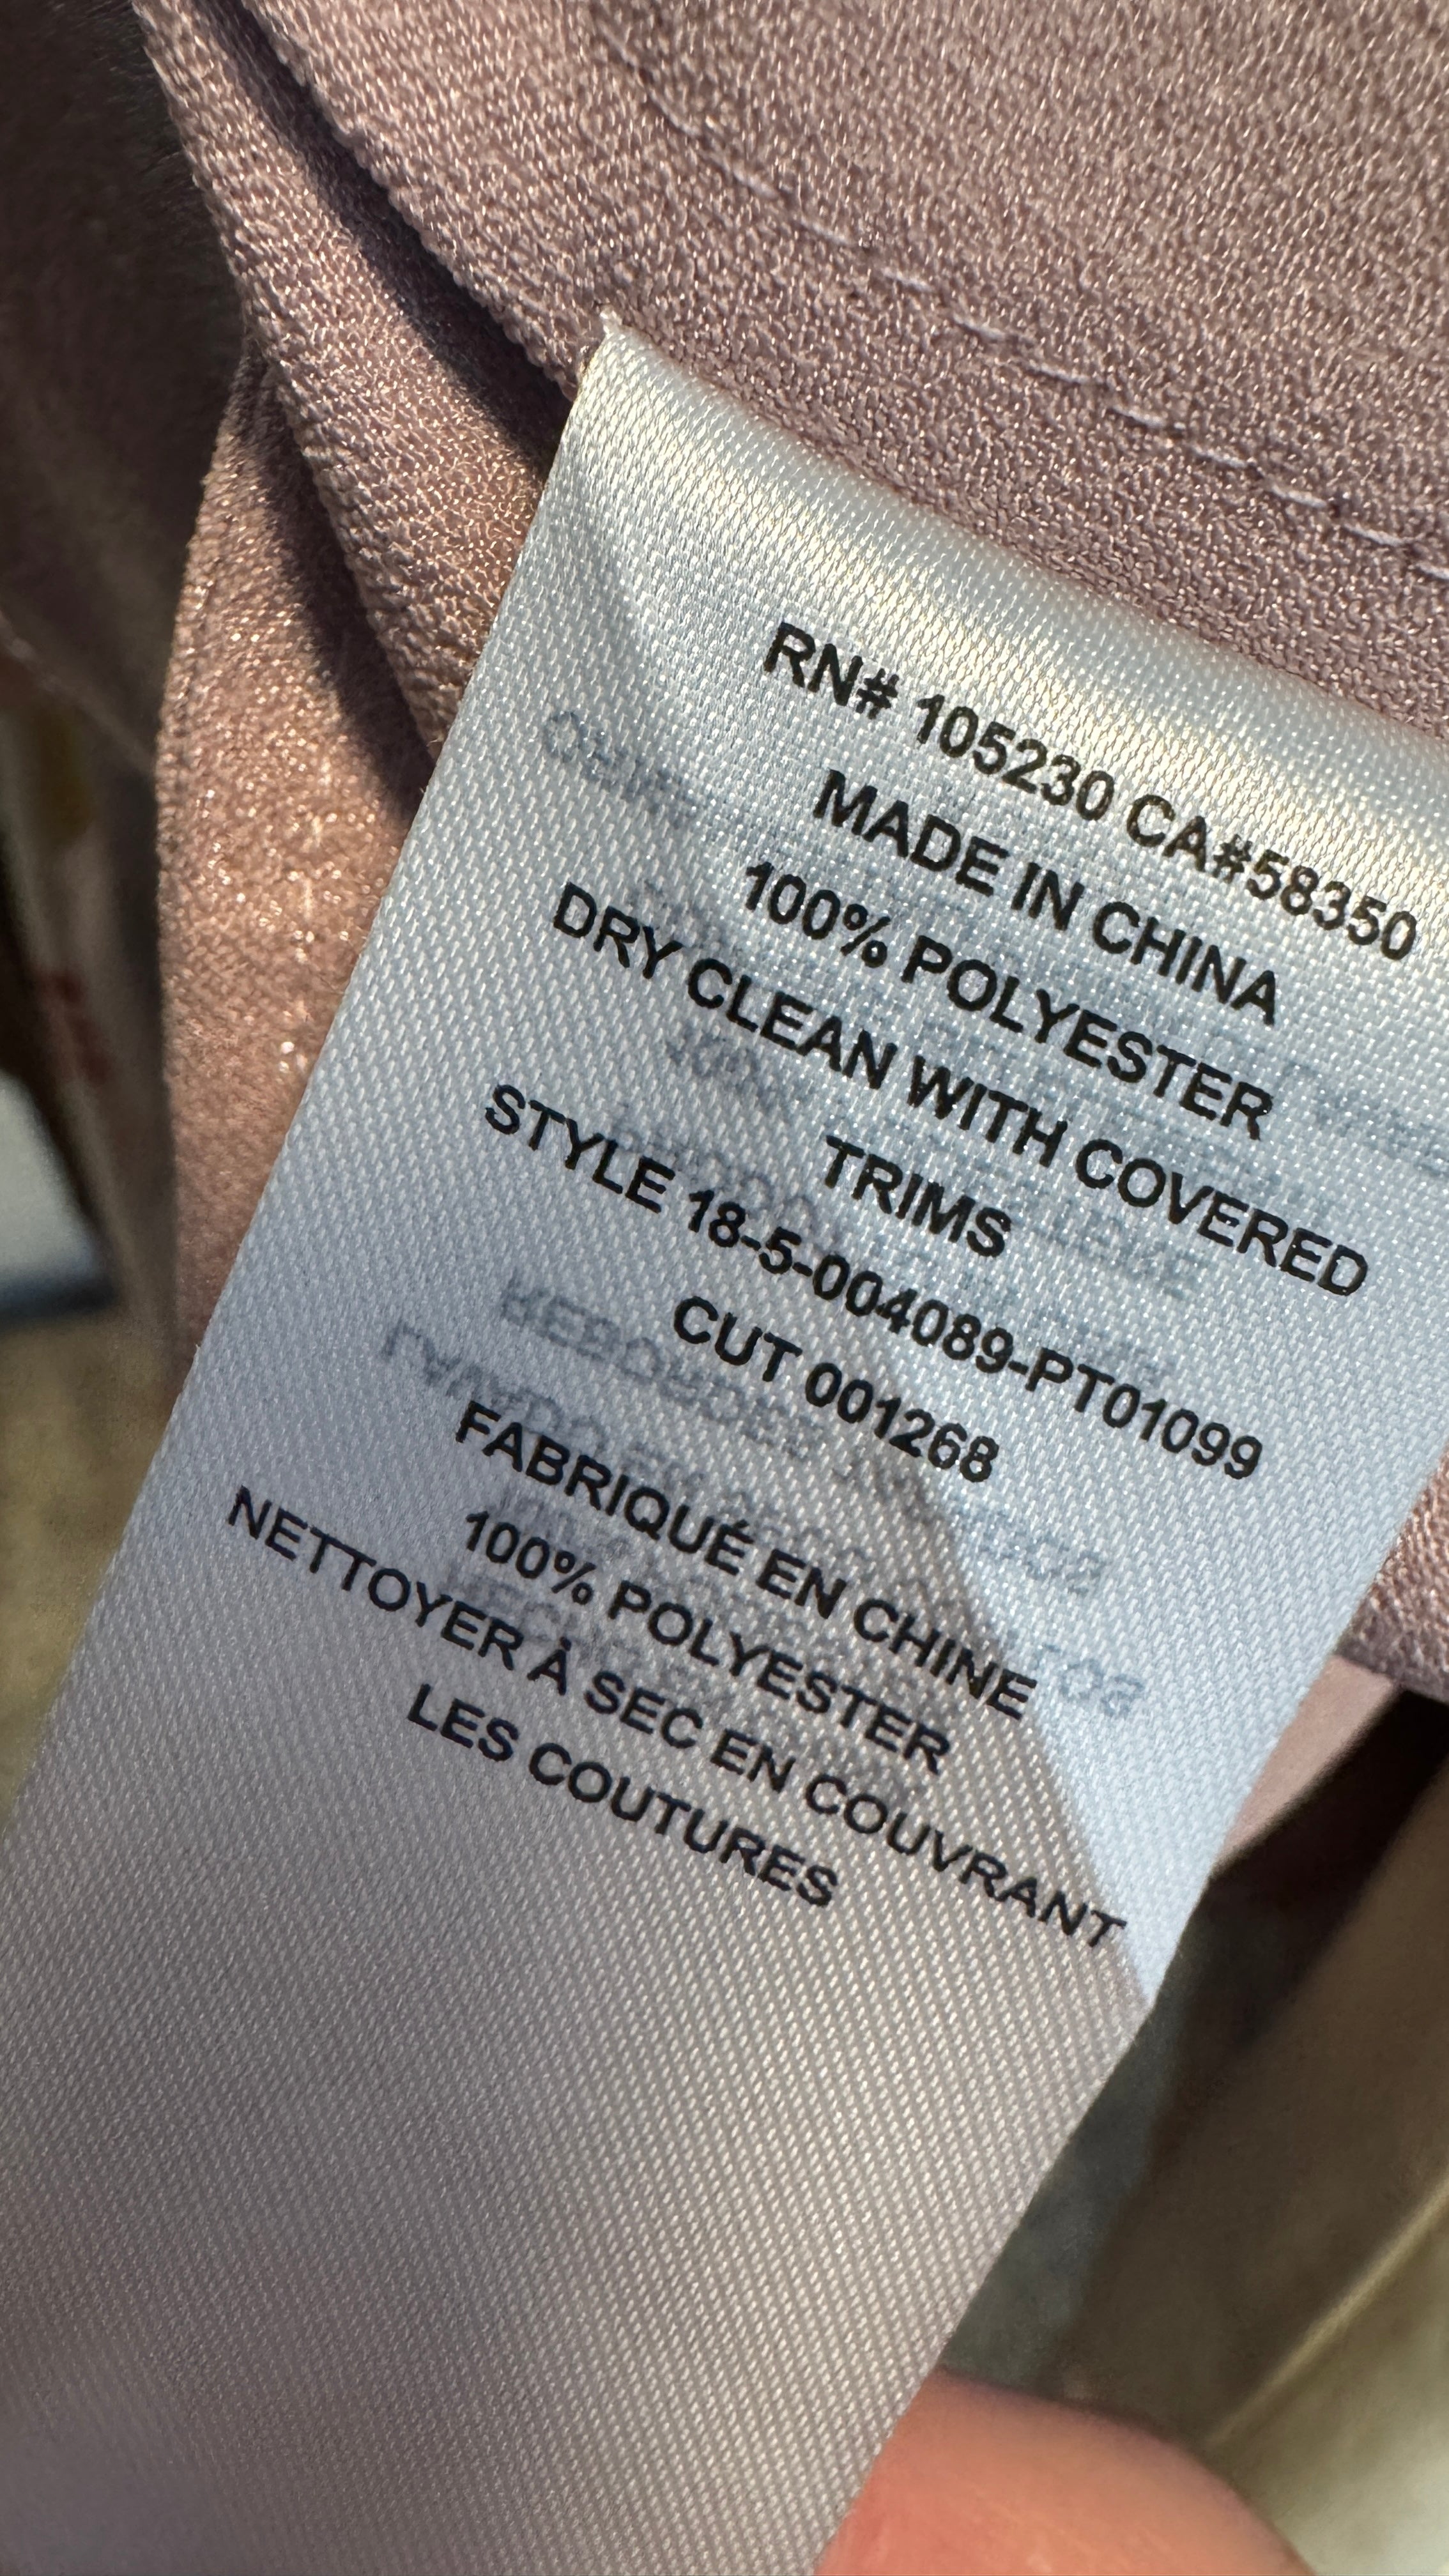 RN# 105230 CA#58350
MADE IN CHINA
100% POLYESTER
DRY CLEAN WITH COVERED
TRIMS
STYLE 18-5-004089-PT01099
CUT 001268
FABRIQUÉ EN CHINE
100% POLYESTER
NETTOYER À SEC EN COUVRANT
LES COUTURES